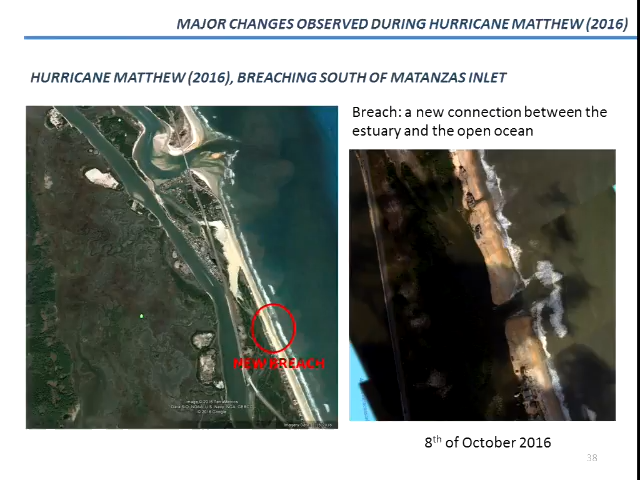 MAJOR CHANGES OBSERVED DURING HURRICANE MATTHEW (2016)
HURRICANE MATTHEW (2016), BREACHING SOUTH OF MATANZAS INLET
Breach: a new connection between the
estuary and the open ocean
NEW BREACH
8th of October 2016
38